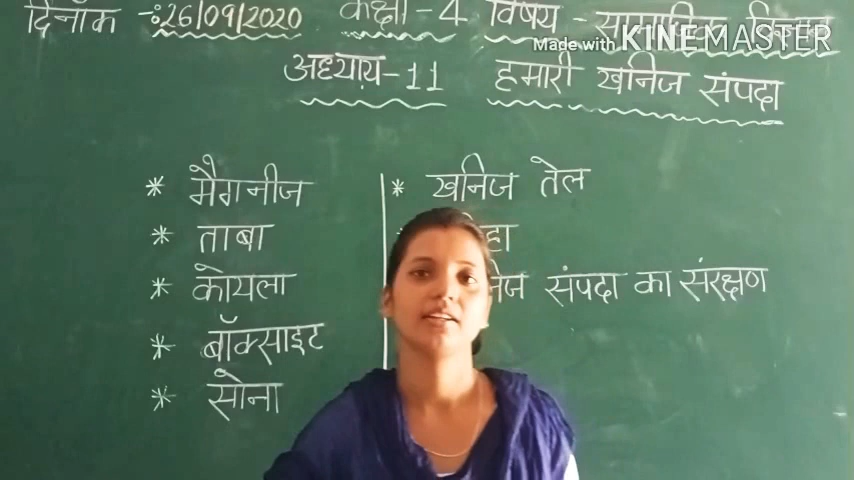 दिनाँक -: 26/09/2020 कक्षा - 4 विषय - सामाजिक
Made with KINEMASTER
अध्याय - 11 हमारी खनिज संपदा
* मैगनीज
* ताबा
* कोयला
* बॉक्साइट
* सोना
* खनिज तेल
संपदा का संरक्षण